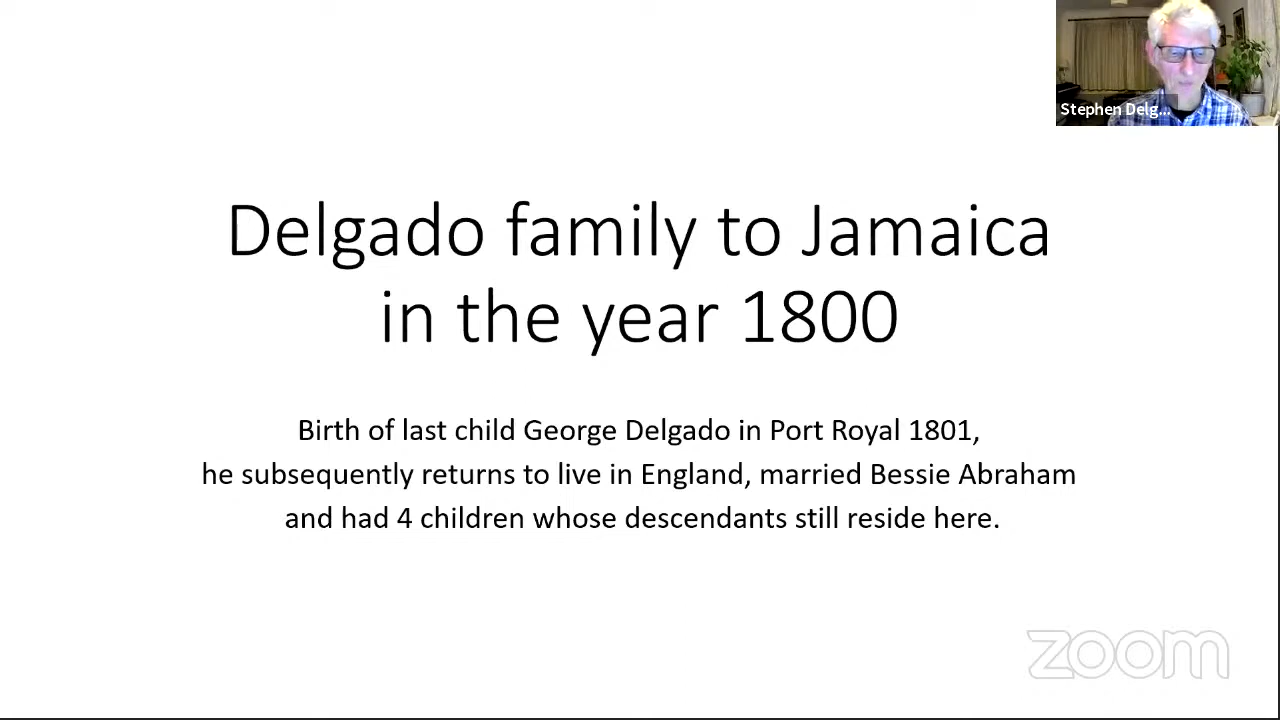 Stephen Delg...
Delgado family to Jamaica
in the year 1800
Birth of last child George Delgado in Port Royal 1801,
he subsequently returns to live in England, married Bessie Abraham
and had 4 children whose descendants still reside here.
zoom